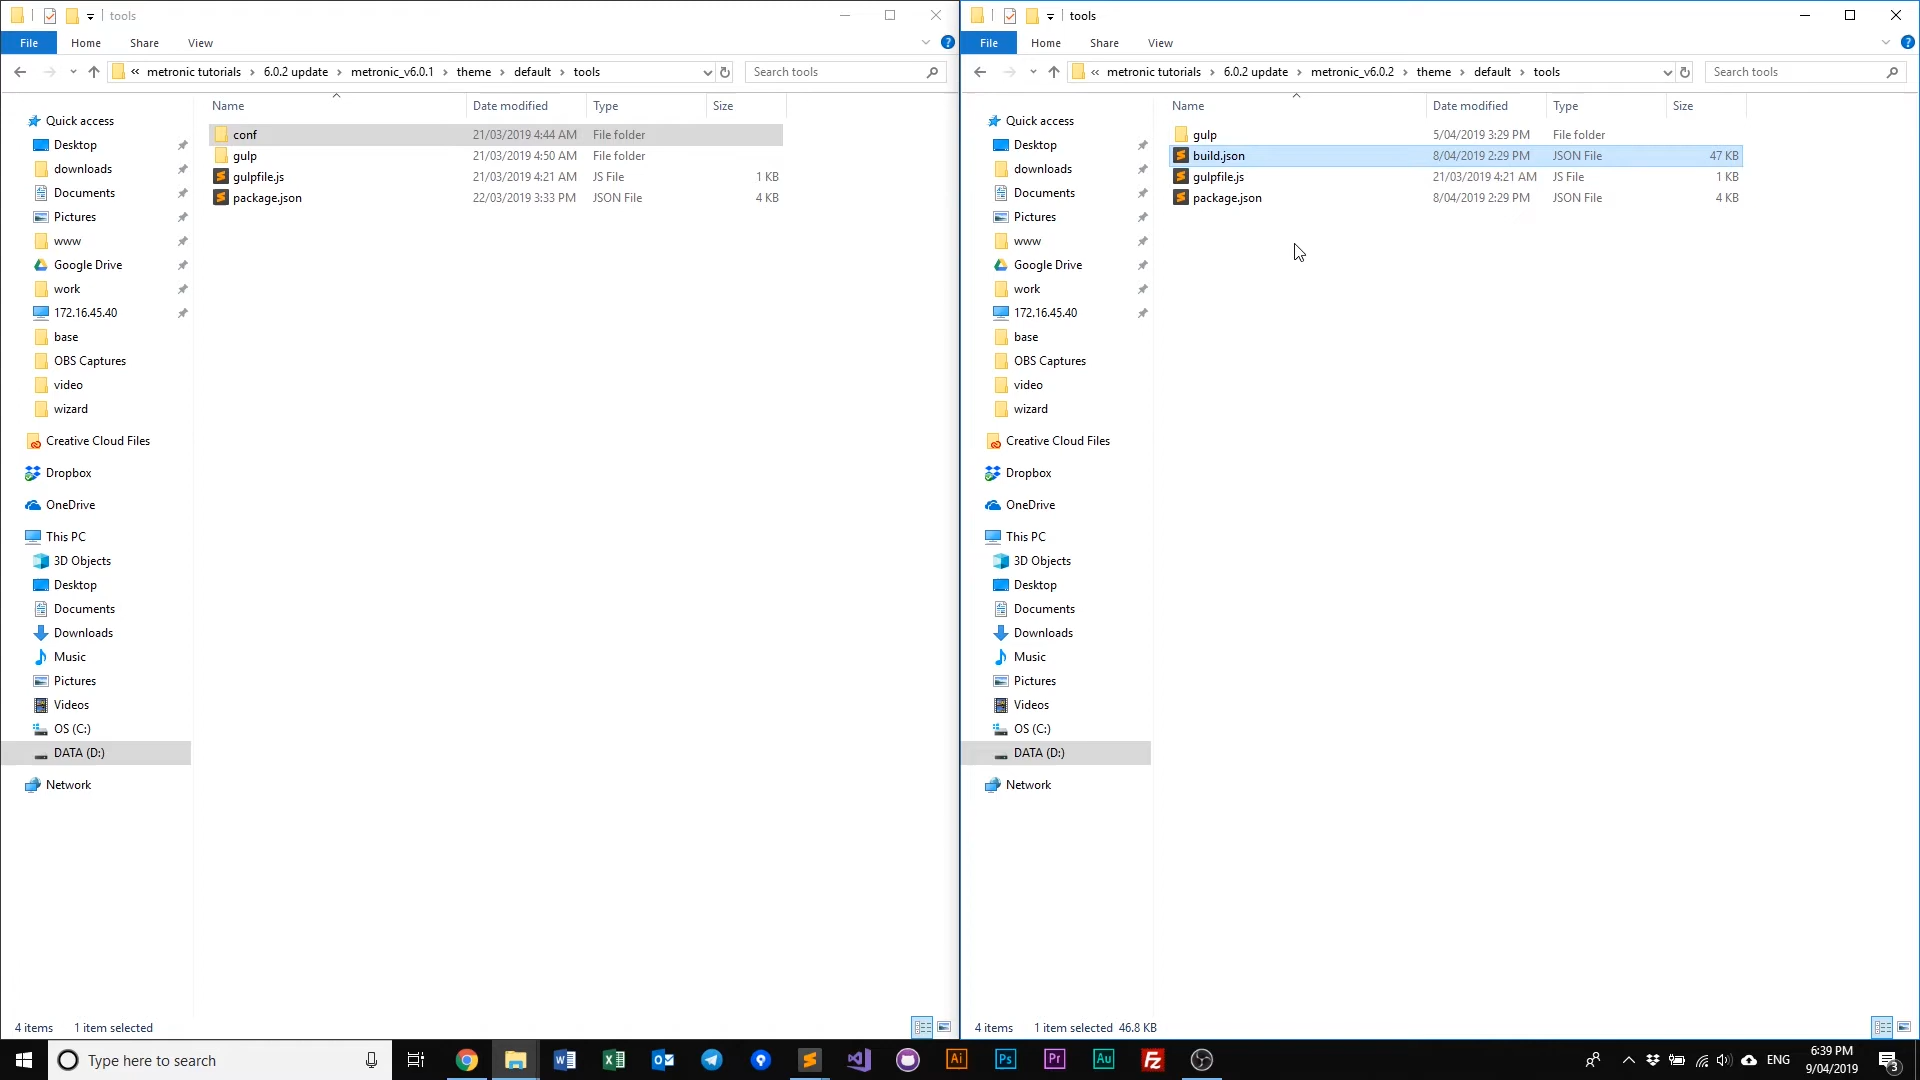 tools
File Home Share View
« metronic tutorials 6.0.2 update metronic_v6.0.1 theme default tools
Search tools
Name Date modified Type Size
conf 21/03/2019 4:44 AM File folder
gulp 21/03/2019 4:50 AM File folder
gulpfile.js 21/03/2019 4:21 AM JS File 1 KB
package.json 22/03/2019 3:33 PM JSON File 4 KB
Quick access
Desktop
downloads
Documents
Pictures
www
Google Drive
work
172.16.45.40
base
OBS Captures
video
wizard
Creative Cloud Files
Dropbox
OneDrive
This PC
3D Objects
Desktop
Documents
Downloads
Music
Pictures
Videos
OS (C:)
DATA (D:)
Network
4 items 1 item selected
tools
File Home Share View
« metronic tutorials 6.0.2 update metronic_v6.0.2 theme default tools
Search tools
Name Date modified Type Size
gulp 5/04/2019 3:29 PM File folder
build.json 8/04/2019 2:29 PM JSON File 47 KB
gulpfile.js 21/03/2019 4:21 AM JS File 1 KB
package.json 8/04/2019 2:29 PM JSON File 4 KB
Quick access
Desktop
downloads
Documents
Pictures
www
Google Drive
work
172.16.45.40
base
OBS Captures
video
wizard
Creative Cloud Files
Dropbox
OneDrive
This PC
3D Objects
Desktop
Documents
Downloads
Music
Pictures
Videos
OS (C:)
DATA (D:)
Network
4 items 1 item selected 46.8 KB
Type here to search
Ai Ps Pr Au Fz
ENG
6:39 PM
9/04/2019
3